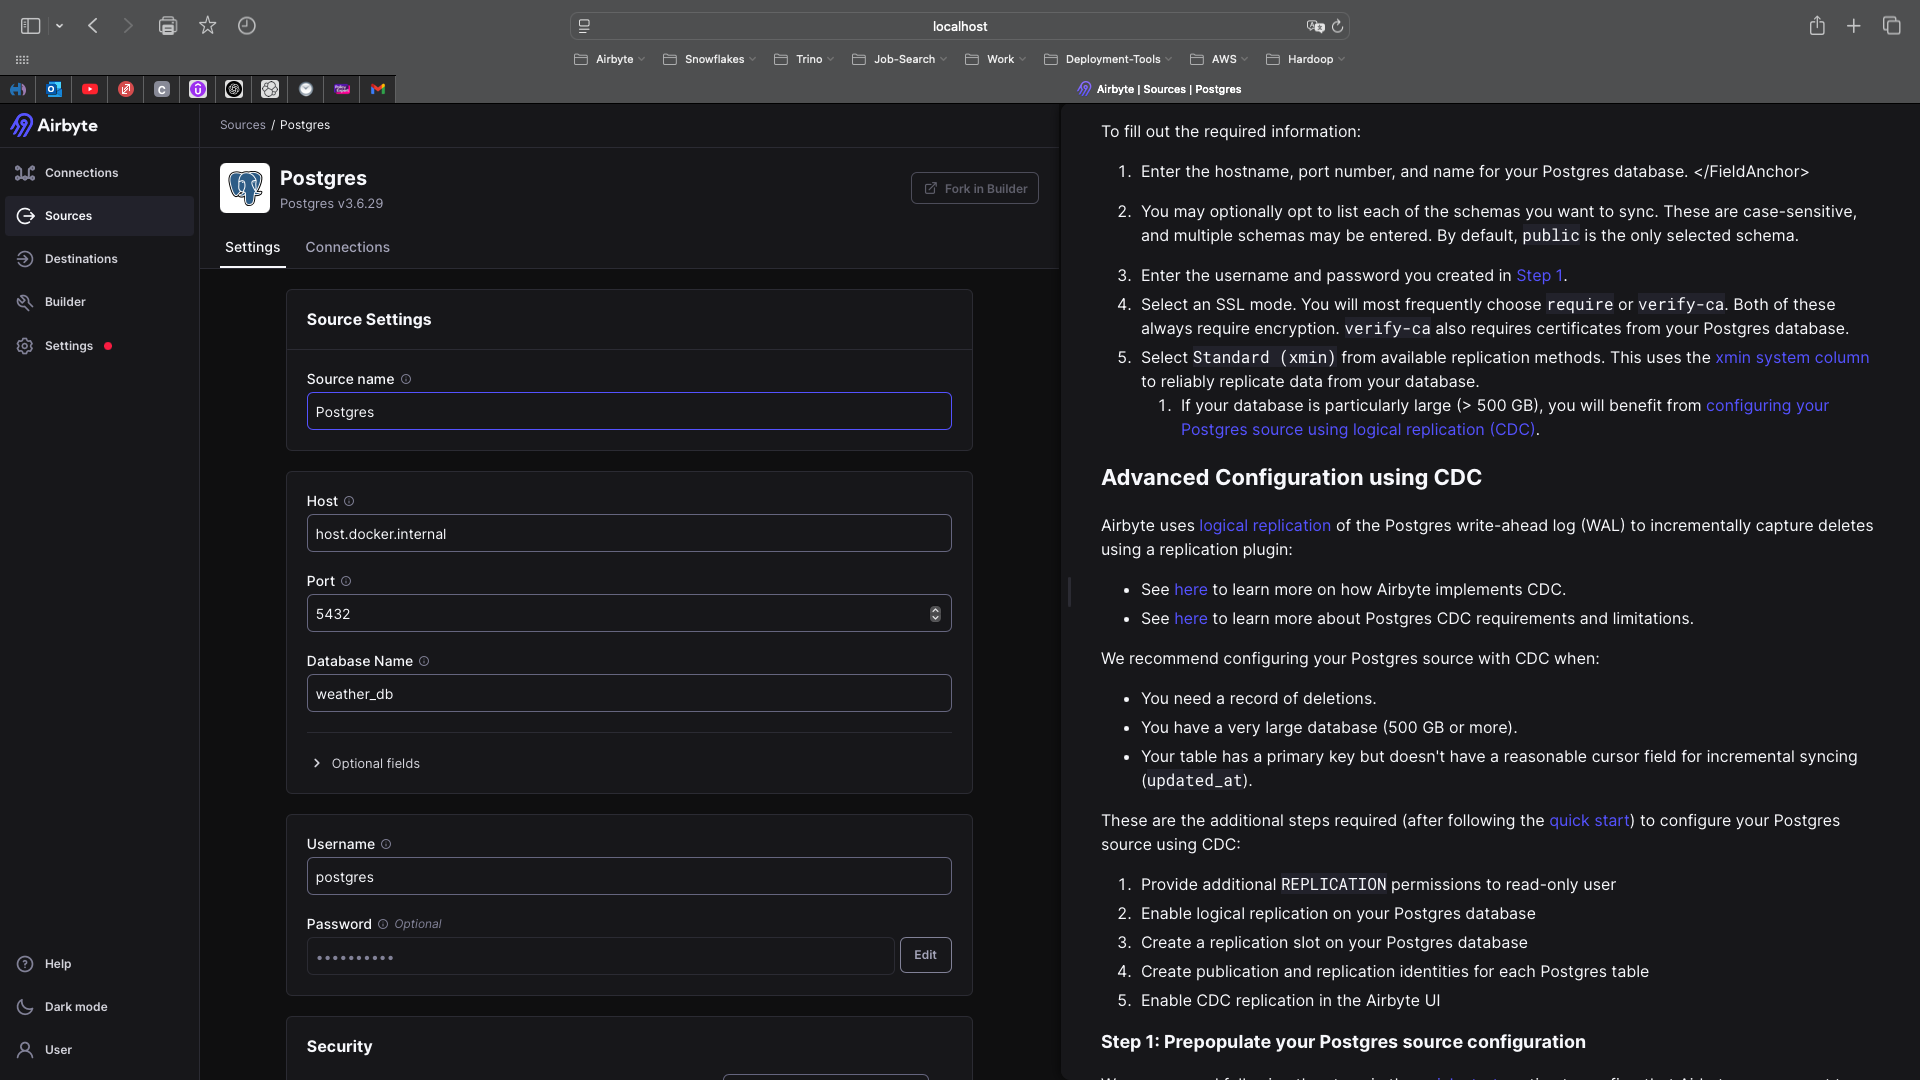 localhost
Airbyte
Snowflakes
Trino
Job-Search
Work
Deployment-Tools
AWS
Hardoop
Airbyte | Sources | Postgres
Airbyte
Connections
Sources
Destinations
Builder
Settings
Help
Dark mode
User
Sources / Postgres
Postgres
Postgres v3.6.29
Fork in Builder
Settings
Connections
Source Settings
Source name
Postgres
Host
host.docker.internal
Port
5432
Database Name
weather_db
Optional fields
Username
postgres
Password Optional
••••••••••
Edit
Security
To fill out the required information:
1. Enter the hostname, port number, and name for your Postgres database. </FieldAnchor>
2. You may optionally opt to list each of the schemas you want to sync. These are case-sensitive,
and multiple schemas may be entered. By default, public is the only selected schema.
3. Enter the username and password you created in Step 1.
4. Select an SSL mode. You will most frequently choose require or verify-ca. Both of these
always require encryption. verify-ca also requires certificates from your Postgres database.
5. Select Standard (xmin) from available replication methods. This uses the xmin system column
to reliably replicate data from your database.
1. If your database is particularly large (> 500 GB), you will benefit from configuring your
Postgres source using logical replication (CDC).
Advanced Configuration using CDC
Airbyte uses logical replication of the Postgres write-ahead log (WAL) to incrementally capture deletes
using a replication plugin:
• See here to learn more on how Airbyte implements CDC.
• See here to learn more about Postgres CDC requirements and limitations.
We recommend configuring your Postgres source with CDC when:
• You need a record of deletions.
• You have a very large database (500 GB or more).
• Your table has a primary key but doesn't have a reasonable cursor field for incremental syncing
(updated_at).
These are the additional steps required (after following the quick start) to configure your Postgres
source using CDC:
1. Provide additional REPLICATION permissions to read-only user
2. Enable logical replication on your Postgres database
3. Create a replication slot on your Postgres database
4. Create publication and replication identities for each Postgres table
5. Enable CDC replication in the Airbyte UI
Step 1: Prepopulate your Postgres source configuration